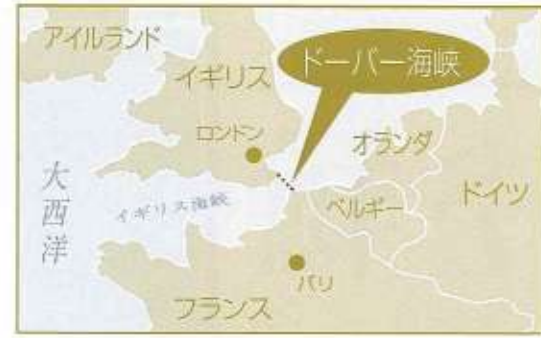 アイルランド
イギリス
ドーバー海峡
ロンドン
オランダ
大西洋
イギリス海峡
ベルギー
ドイツ
パリ
フランス